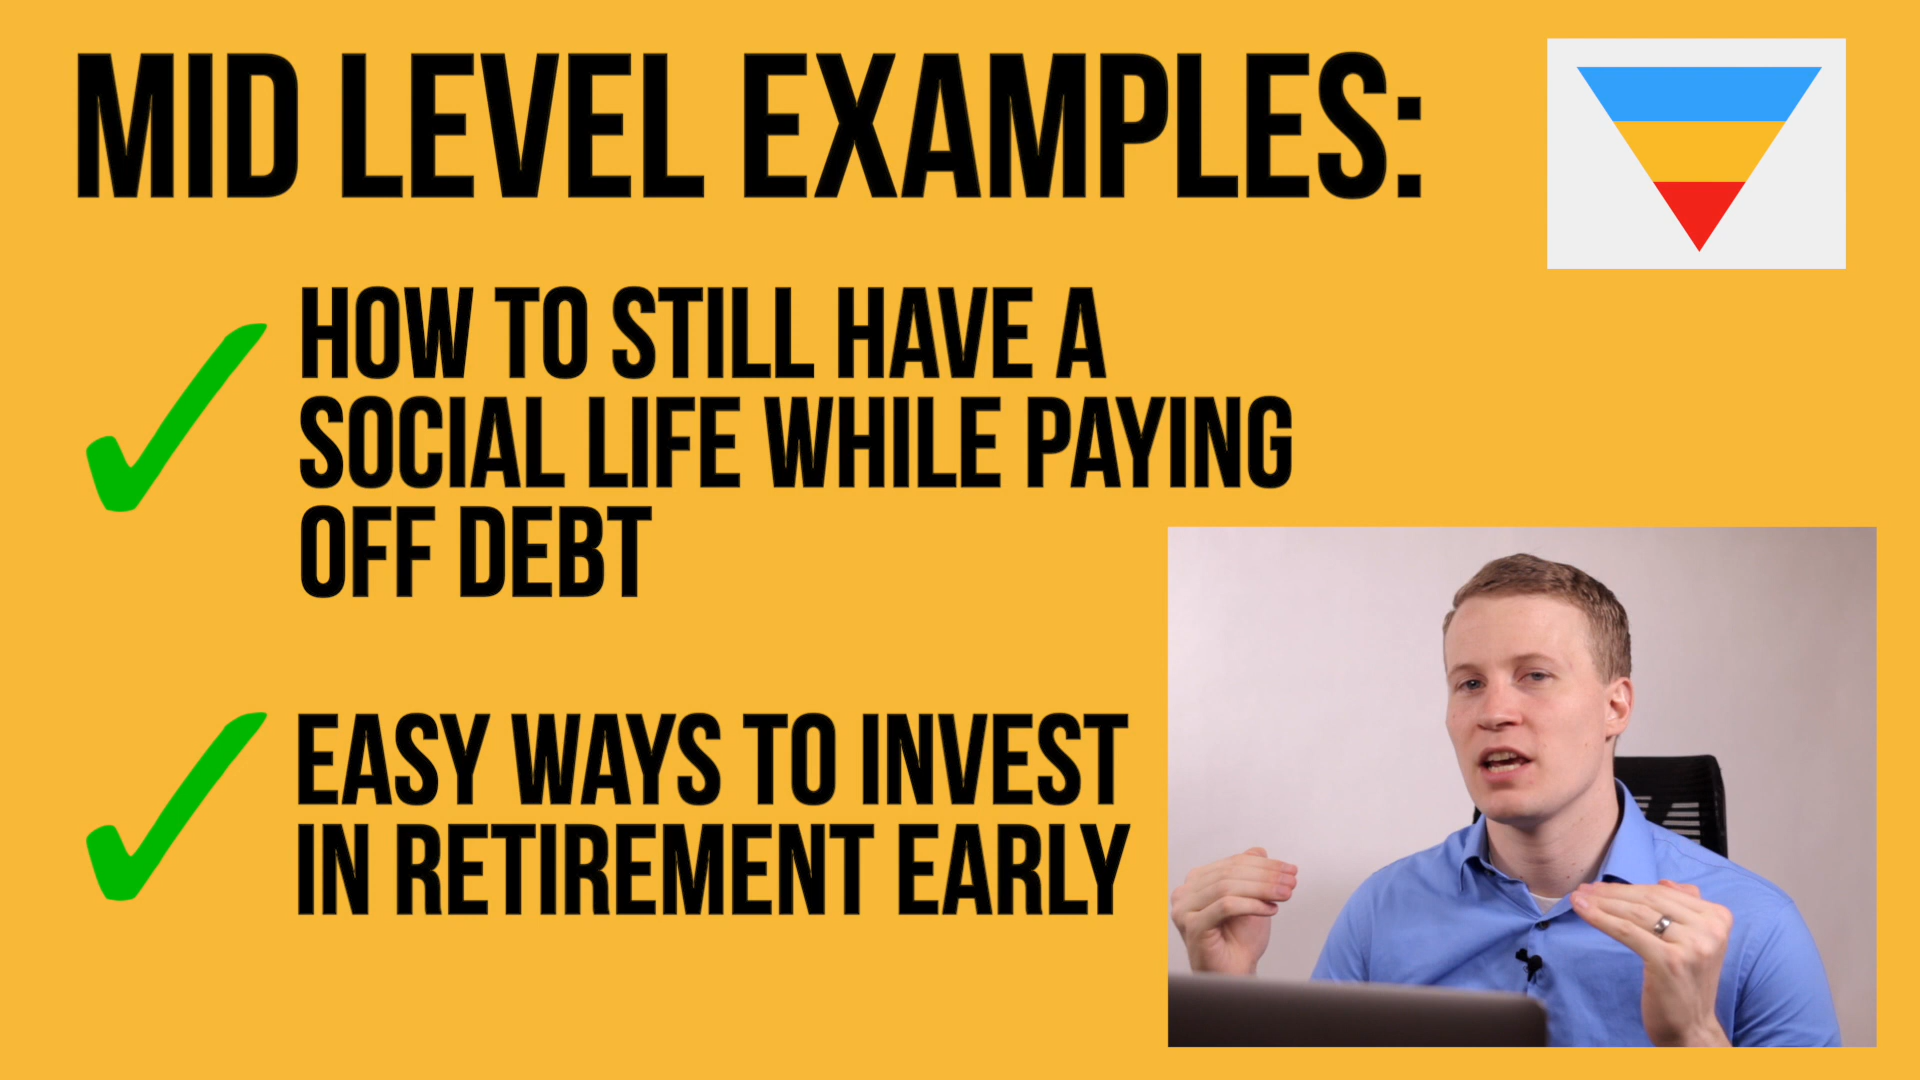 MID LEVEL EXAMPLES:
HOW TO STILL HAVE A
SOCIAL LIFE WHILE PAYING
OFF DEBT
EASY WAYS TO INVEST
IN RETIREMENT EARLY